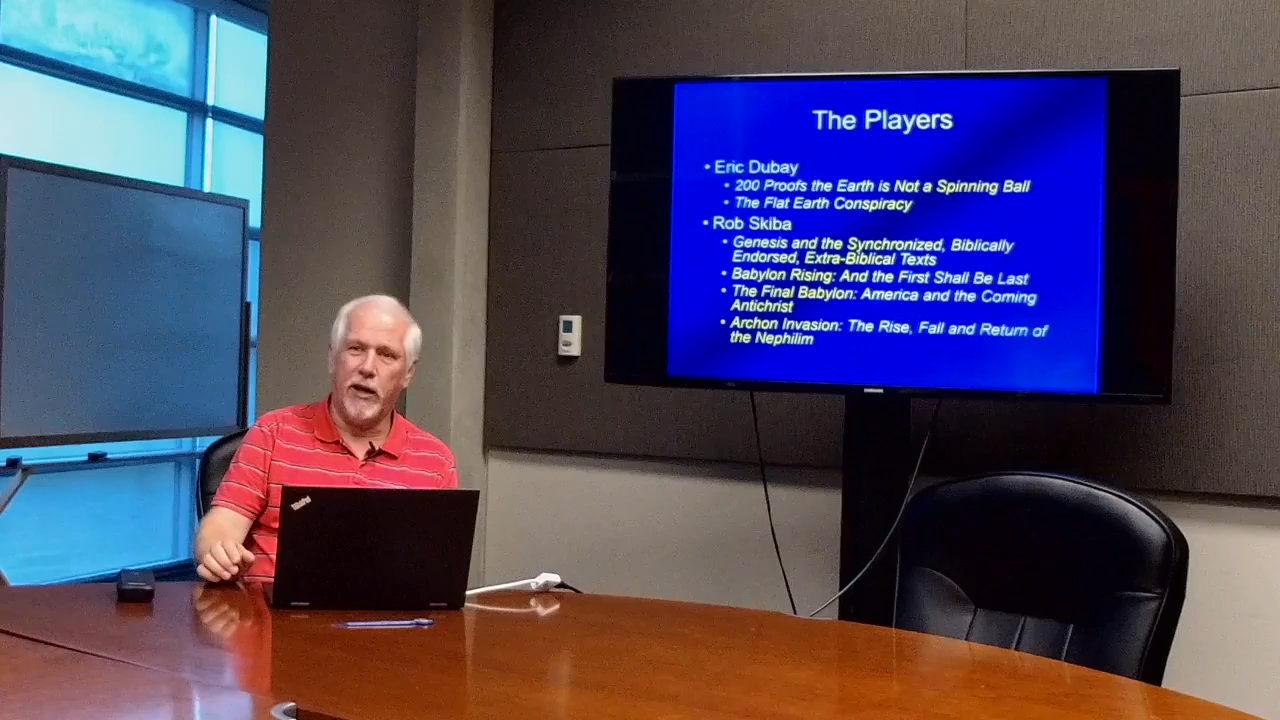 The Players
• Eric Dubay
• 200 Proofs the Earth is Not a Spinning Ball
• The Flat Earth Conspiracy
• Rob Skiba
• Genesis and the Synchronized, Biblically
Endorsed, Extra-Biblical Texts
• Babylon Rising: And the First Shall Be Last
• The Final Babylon: America and the Coming
Antichrist
• Archon Invasion: The Rise, Fall and Return of
the Nephilim
ThinkPad